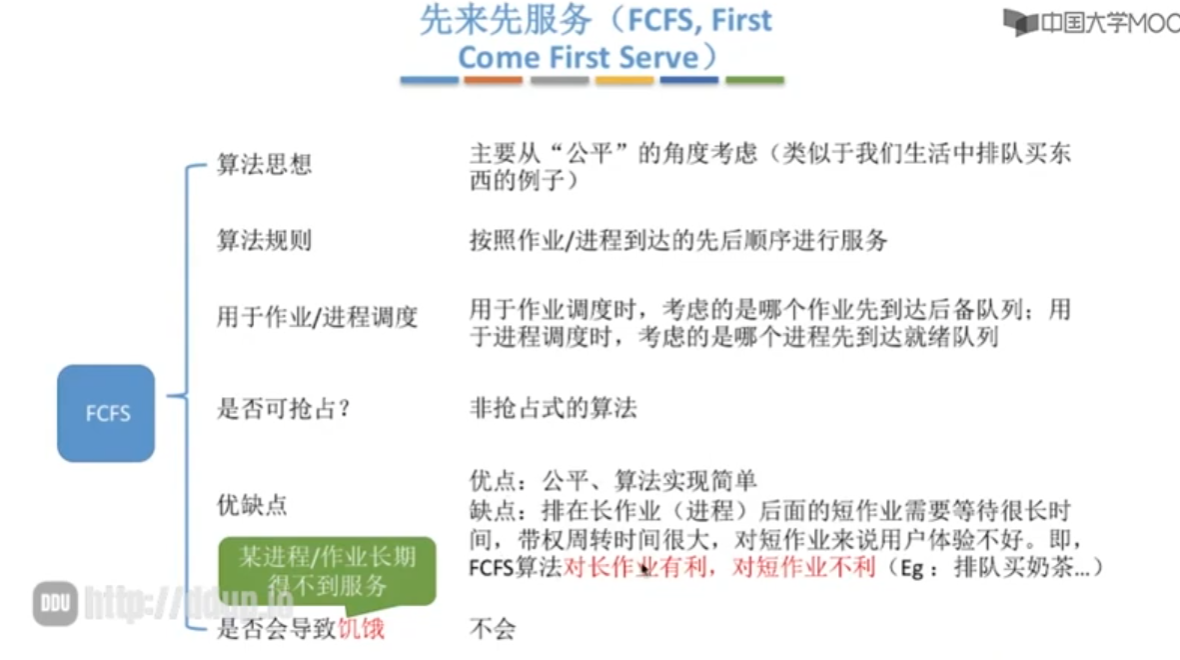 先来先服务（FCFS, First
Come First Serve）
中国大学MOO
算法思想
主要从“公平”的角度考虑（类似于我们生活中排队买东
西的例子）
算法规则
按照作业/进程到达的先后顺序进行服务
用于作业/进程调度
用于作业调度时，考虑的是哪个作业先到达后备队列；用
于进程调度时，考虑的是哪个进程先到达就绪队列
FCFS
是否可抢占？
非抢占式的算法
优缺点
优点：公平、算法实现简单
缺点：排在长作业（进程）后面的短作业需要等待很长时
间，带权周转时间很大，对短作业来说用户体验不好。即，
FCFS算法对长作业有利，对短作业不利（Eg：排队买奶茶…）
某进程/作业长期
得不到服务
DDU http://ddup.io
是否会导致饥饿
不会